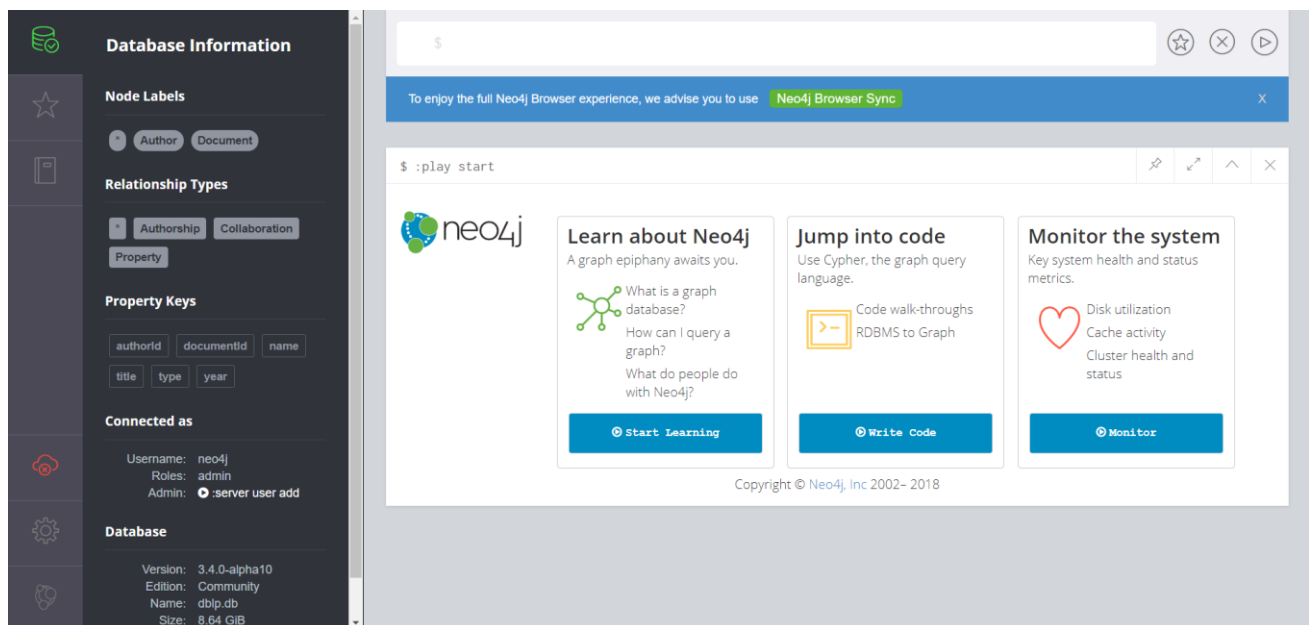 Database Information
Node Labels
* Author Document
Relationship Types
* Authorship Collaboration
Property
Property Keys
authorId documentId name
title type year
Connected as
Username: neo4j
Roles: admin
Admin: :server user add
Database
Version: 3.4.0-alpha10
Edition: Community
Name: dblp.db
Size: 8.64 GiB
$
To enjoy the full Neo4j Browser experience, we advise you to use Neo4j Browser Sync X
$ :play start
neo4j
Learn about Neo4j
A graph epiphany awaits you.
What is a graph
database?
How can I query a
graph?
What do people do
with Neo4j?
Start Learning
Jump into code
Use Cypher, the graph query
language.
Code walk-throughs
RDBMS to Graph
Write Code
Monitor the system
Key system health and status
metrics.
Disk utilization
Cache activity
Cluster health and
status
Monitor
Copyright © Neo4j, Inc 2002– 2018